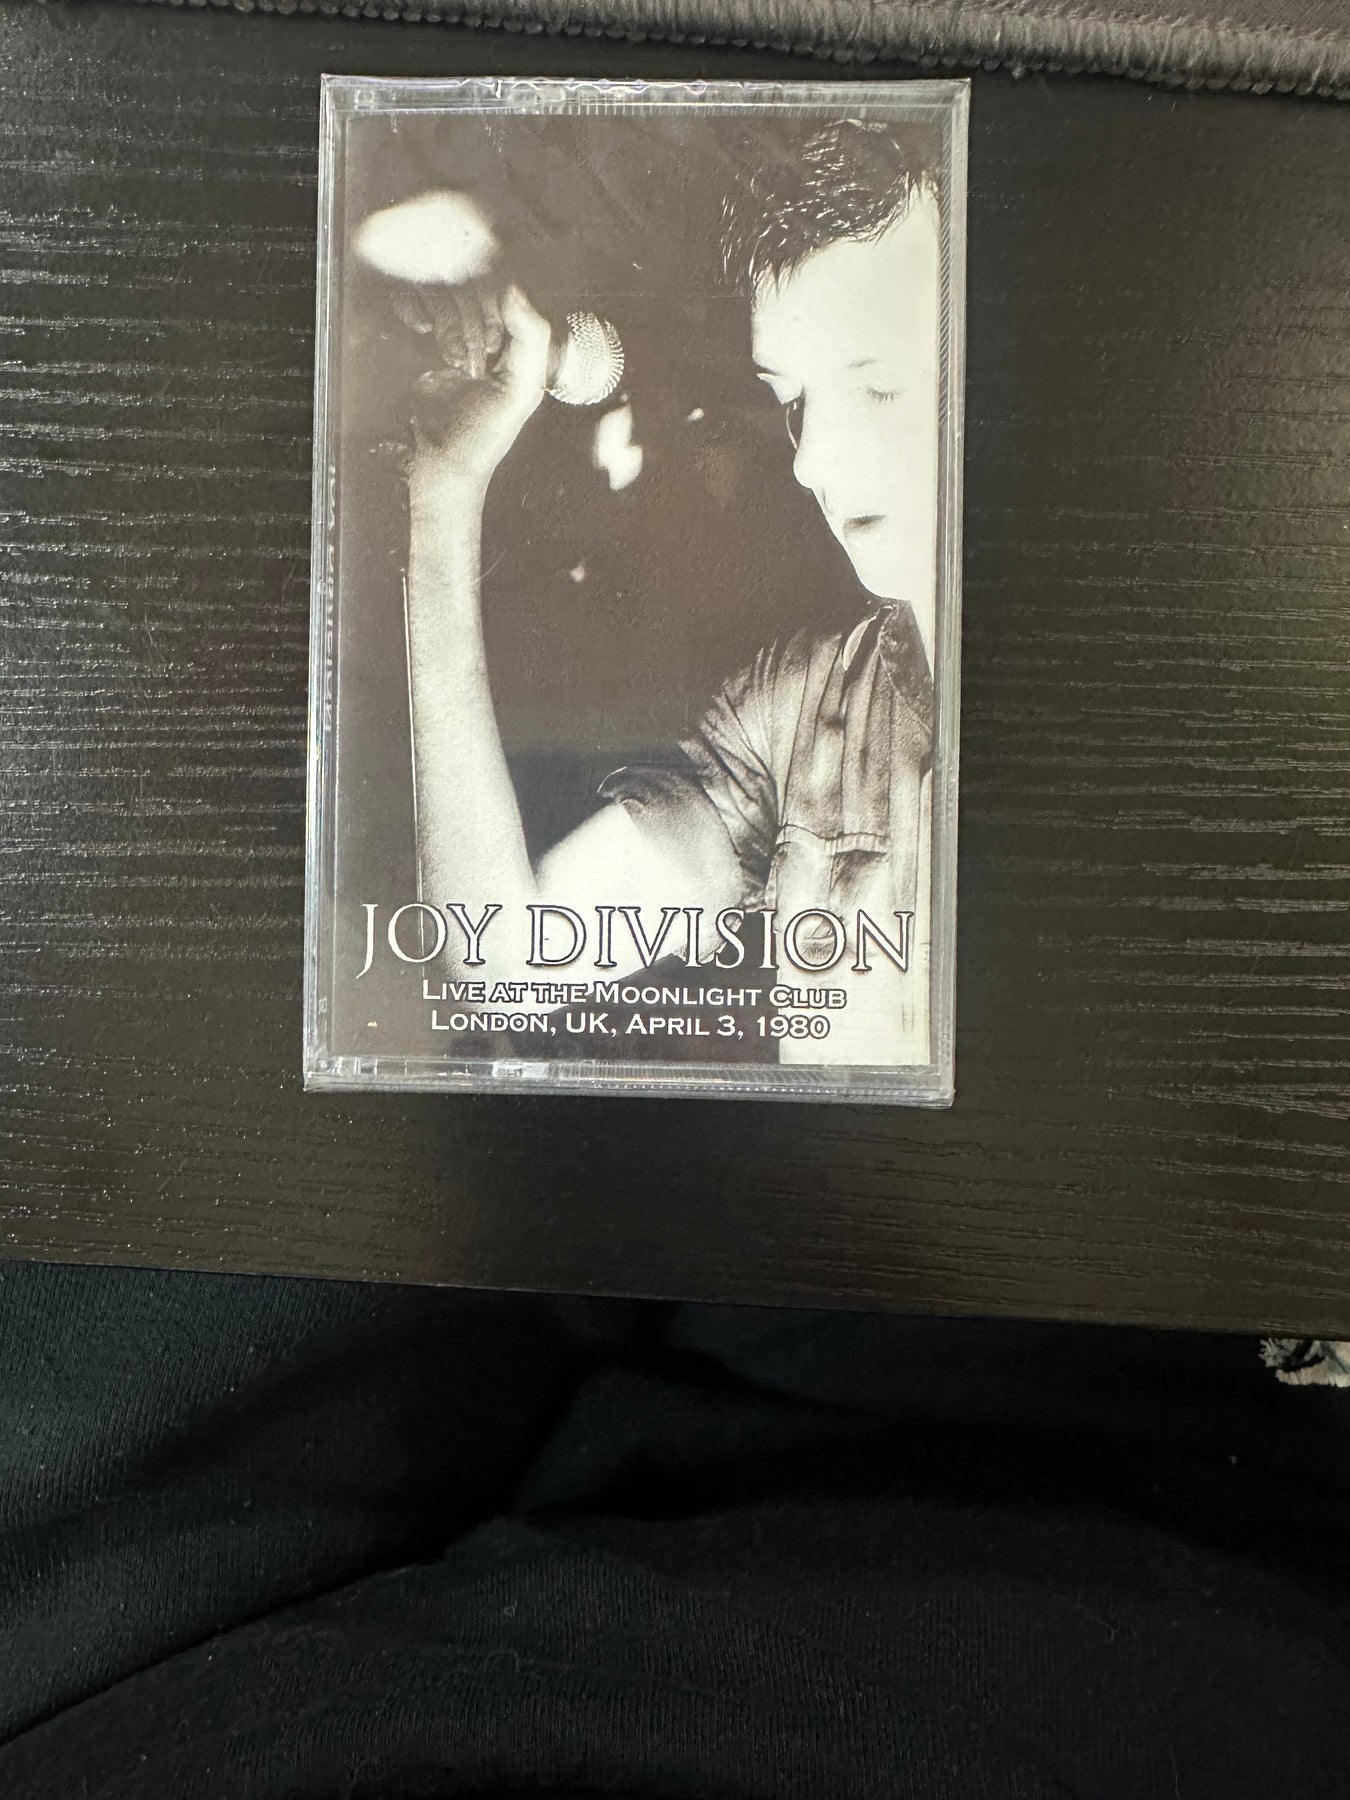 JOY DIVISION
LIVE AT THE MOONLIGHT CLUB
LONDON, UK, APRIL 3, 1980